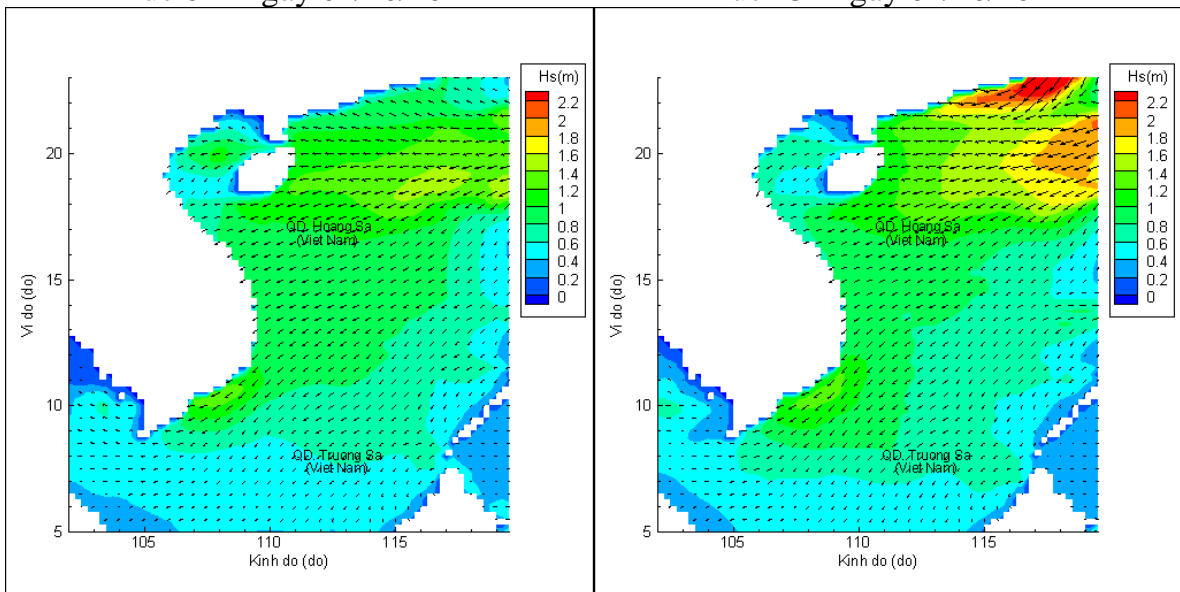 Hs(m)
2.2
2
1.8
1.6
1.4
1.2
1
0.8
0.6
0.4
0.2
0
20
15
10
5
Vi do (do)
QD. Hoang Sa
(Viet Nam)
QD. Truong Sa
(Viet Nam)
105
110
115
Kinh do (do)
Hs(m)
2.2
2
1.8
1.6
1.4
1.2
1
0.8
0.6
0.4
0.2
0
20
15
10
5
Vi do (do)
QD. Hoang Sa
(Viet Nam)
QD. Truong Sa
(Viet Nam)
105
110
115
Kinh do (do)